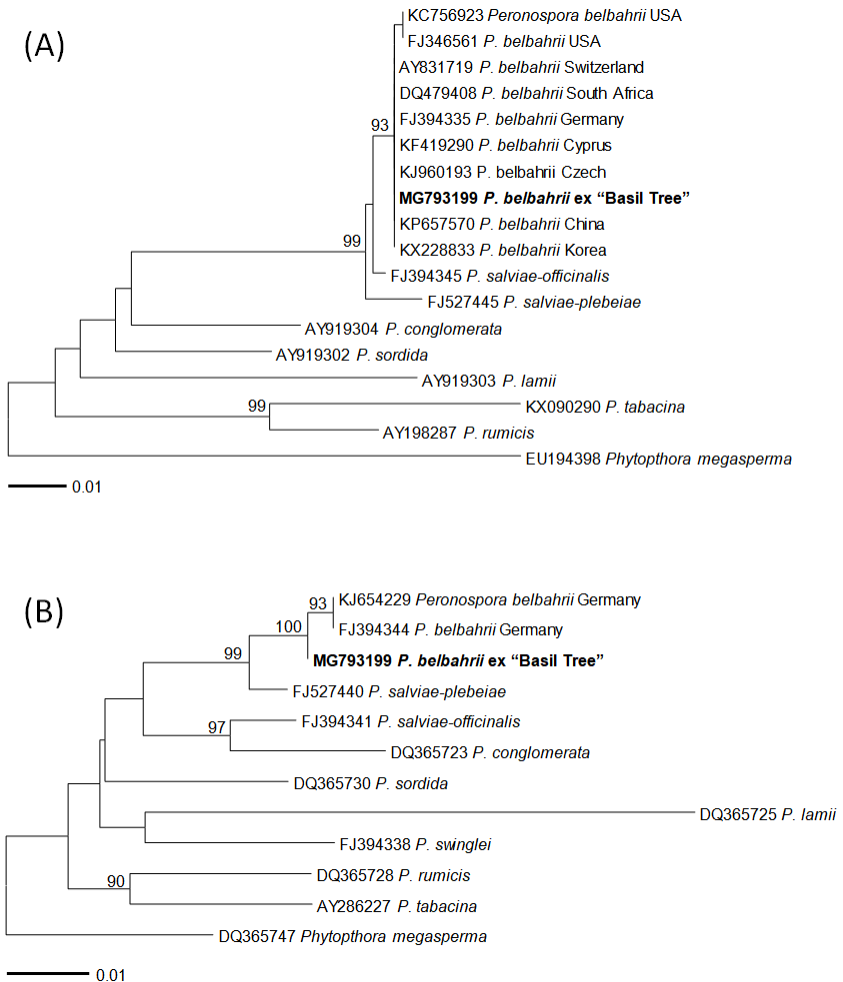 (A)
KC756923 Peronospora belbahrii USA
FJ346561 P. belbahrii USA
AY831719 P. belbahrii Switzerland
DQ479408 P. belbahrii South Africa
93
FJ394335 P. belbahrii Germany
KF419290 P. belbahrii Cyprus
KJ960193 P. belbahrii Czech
MG793199 P. belbahrii ex “Basil Tree”
KP657570 P. belbahrii China
99
KX228833 P. belbahrii Korea
FJ394345 P. salviae-officinalis
FJ527445 P. salviae-plebeiae
AY919304 P. conglomerata
AY919302 P. sordida
AY919303 P. lamii
99
KX090290 P. tabacina
AY198287 P. rumicis
EU194398 Phytopthora megasperma
0.01
(B)
93
KJ654229 Peronospora belbahrii Germany
100
FJ394344 P. belbahrii Germany
99
MG793199 P. belbahrii ex “Basil Tree”
FJ527440 P. salviae-plebeiae
97
FJ394341 P. salviae-officinalis
DQ365723 P. conglomerata
DQ365730 P. sordida
DQ365725 P. lamii
FJ394338 P. swinglei
90
DQ365728 P. rumicis
AY286227 P. tabacina
DQ365747 Phytopthora megasperma
0.01